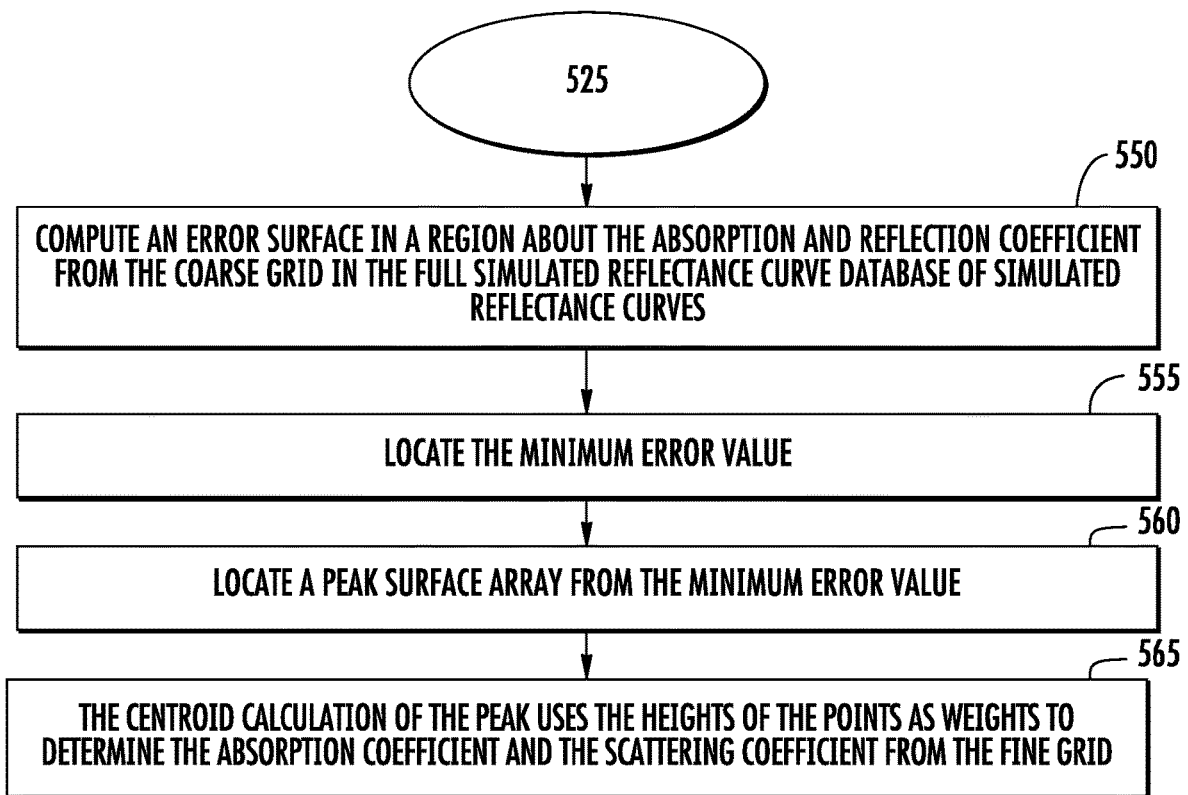 525
550
COMPUTE AN ERROR SURFACE IN A REGION ABOUT THE ABSORPTION AND REFLECTION COEFFICIENT
FROM THE COARSE GRID IN THE FULL SIMULATED REFLECTANCE CURVE DATABASE OF SIMULATED
REFLECTANCE CURVES
555
LOCATE THE MINIMUM ERROR VALUE
560
LOCATE A PEAK SURFACE ARRAY FROM THE MINIMUM ERROR VALUE
565
THE CENTROID CALCULATION OF THE PEAK USES THE HEIGHTS OF THE POINTS AS WEIGHTS TO
DETERMINE THE ABSORPTION COEFFICIENT AND THE SCATTERING COEFFICIENT FROM THE FINE GRID